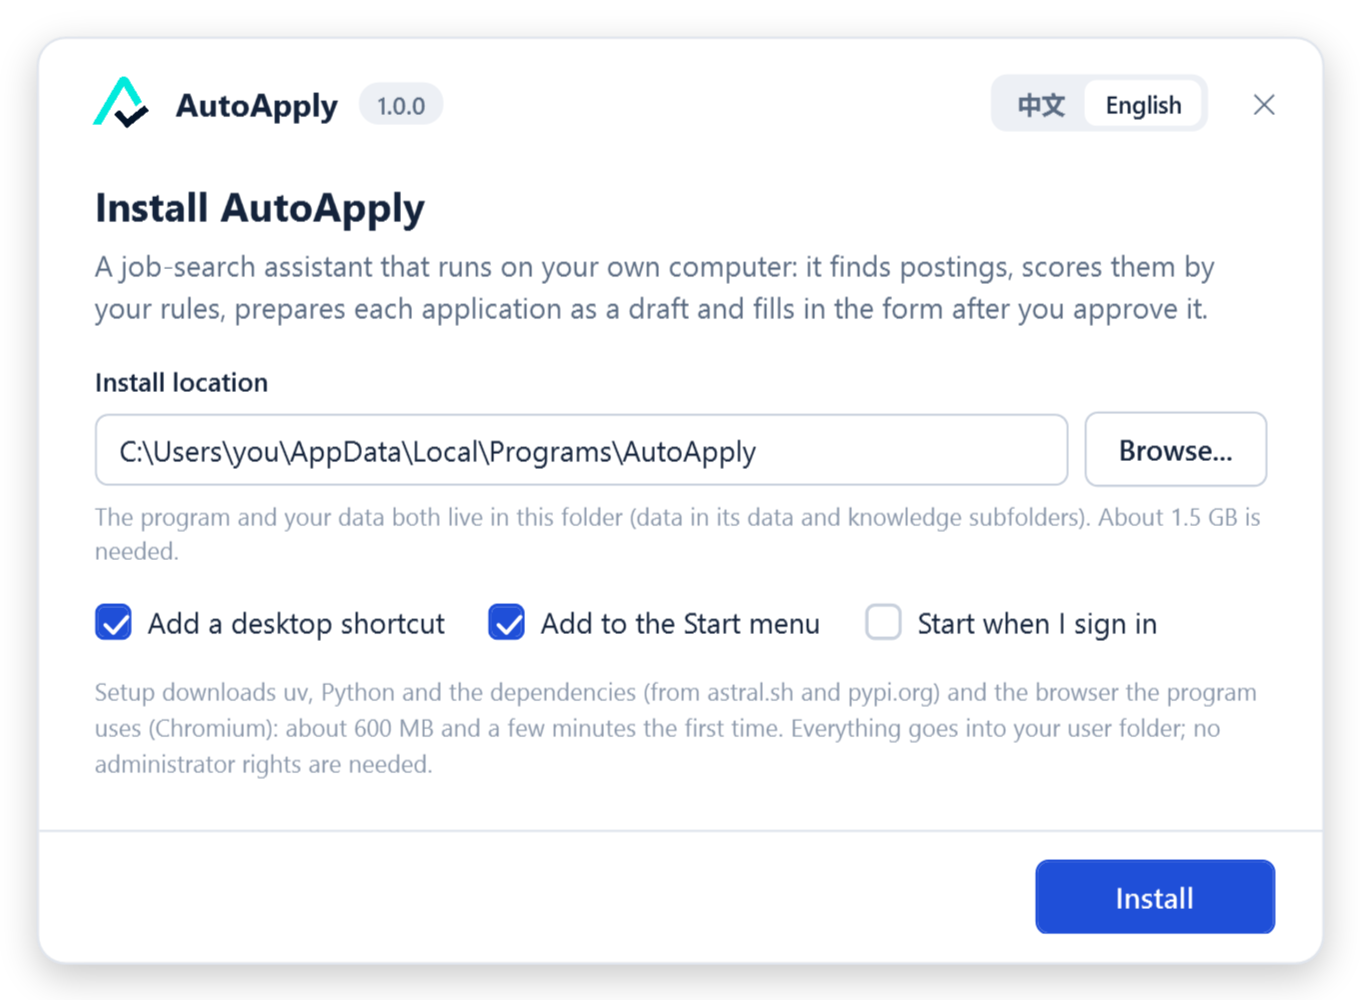 AutoApply 1.0.0 中文 English
Install AutoApply
A job-search assistant that runs on your own computer: it finds postings, scores them by
your rules, prepares each application as a draft and fills in the form after you approve it.
Install location
C:\Users\you\AppData\Local\Programs\AutoApply Browse...
The program and your data both live in this folder (data in its data and knowledge subfolders). About 1.5 GB is
needed.
Add a desktop shortcut Add to the Start menu Start when I sign in
Setup downloads uv, Python and the dependencies (from astral.sh and pypi.org) and the browser the program
uses (Chromium): about 600 MB and a few minutes the first time. Everything goes into your user folder; no
administrator rights are needed.
Install